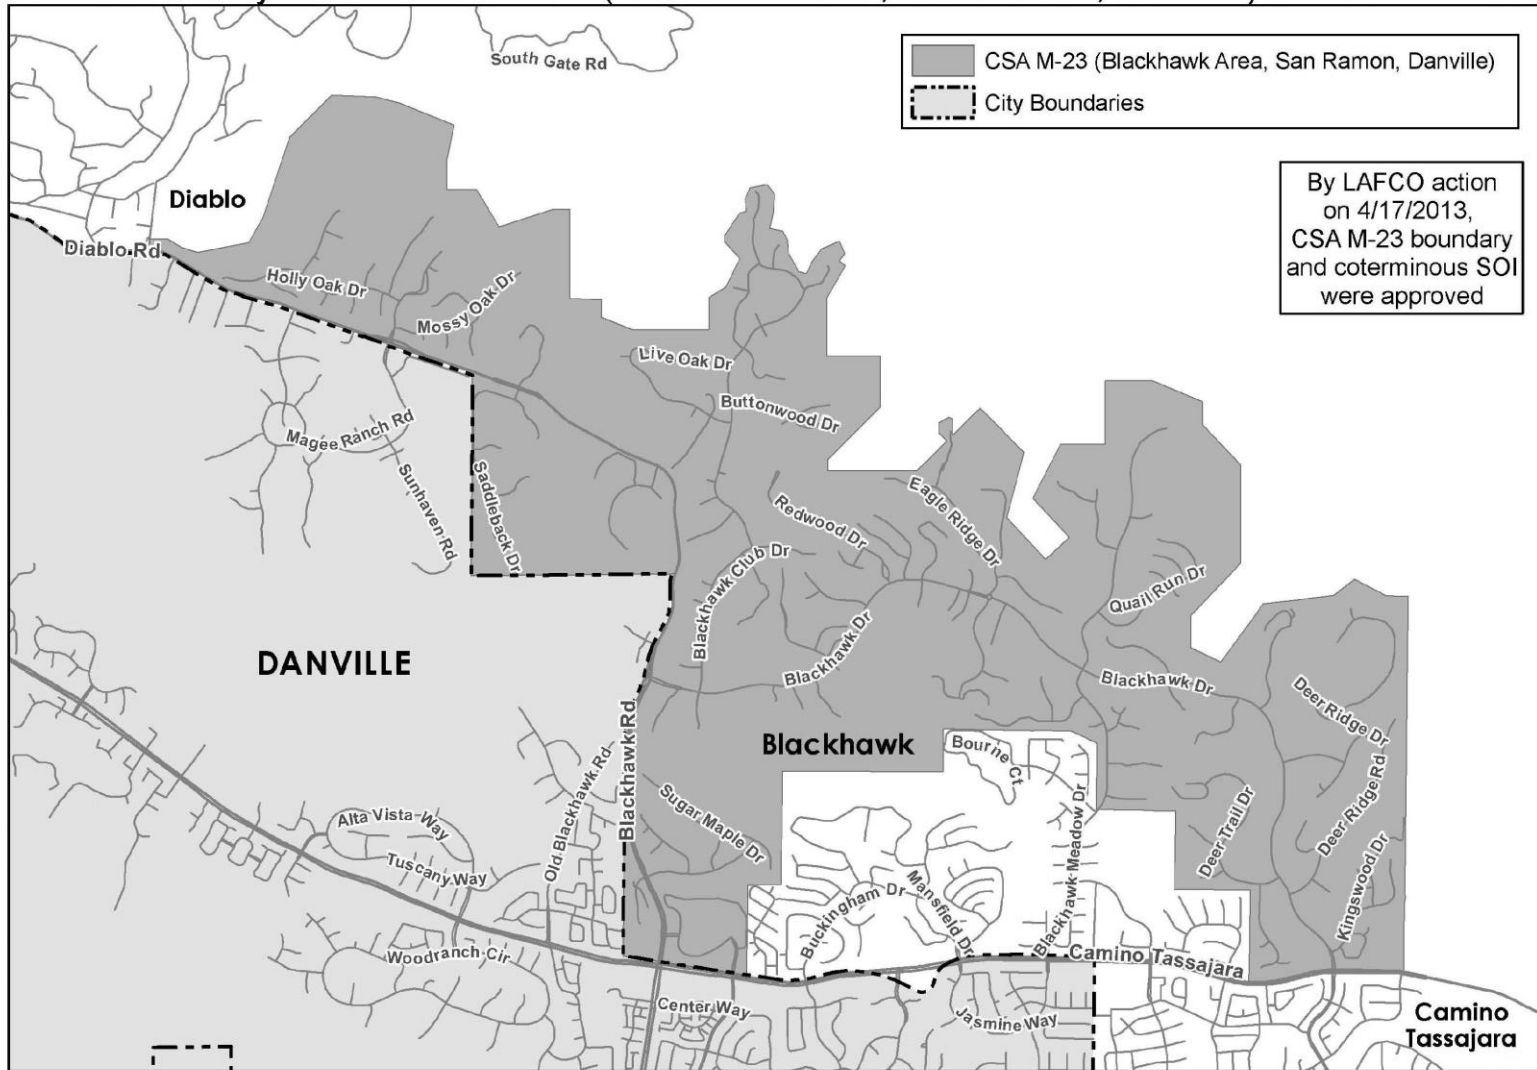 South Gate Rd
CSA M-23 (Blackhawk Area, San Ramon, Danville)
City Boundaries
By LAFCO action
on 4/17/2013,
CSA M-23 boundary
and coterminous SOI
were approved
Diablo
Diablo Rd
Holly Oak Dr
Mossy Oak Dr
Live Oak Dr
Buttonwood Dr
Magee Ranch Rd
Sunhaven Rd
Saddleback Dr
Redwood Dr
Eagle Ridge Dr
Blackhawk Club Dr
Quail Run Dr
Blackhawk Dr
Blackhawk Dr
DANVILLE
Deer Ridge Dr
Blackhawk Rd
Blackhawk
Bourne Ct
Old Blackhawk Rd
Sugar Maple Dr
Blackhawk Meadow Dr
Deer Trail Dr
Deer Ridge Rd
Kingswood Dr
Alta Vista Way
Tuscany Way
Buckingham Dr
Mansfield Dr
Woodranch Cir
Camino Tassajara
Center Way
Jasmine Way
Camino
Tassajara